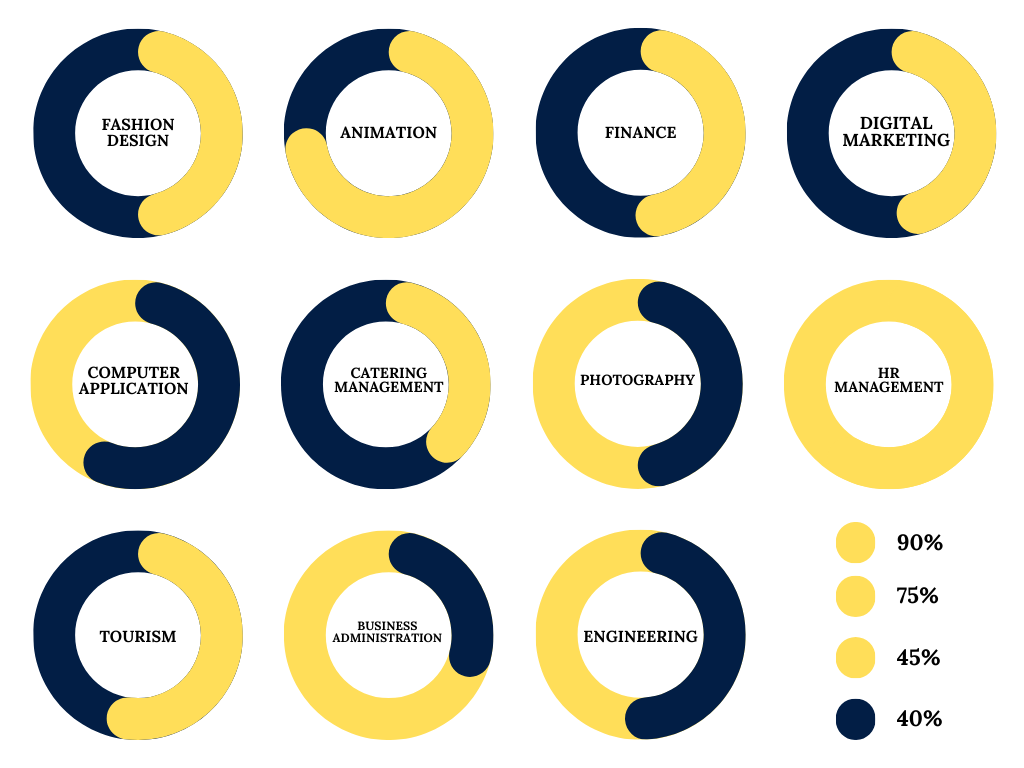 FASHION
DESIGN
ANIMATION
FINANCE
DIGITAL
MARKETING
COMPUTER
APPLICATION
CATERING
MANAGEMENT
PHOTOGRAPHY
HR
MANAGEMENT
TOURISM
BUSINESS
ADMINISTRATION
ENGINEERING
90%
75%
45%
40%